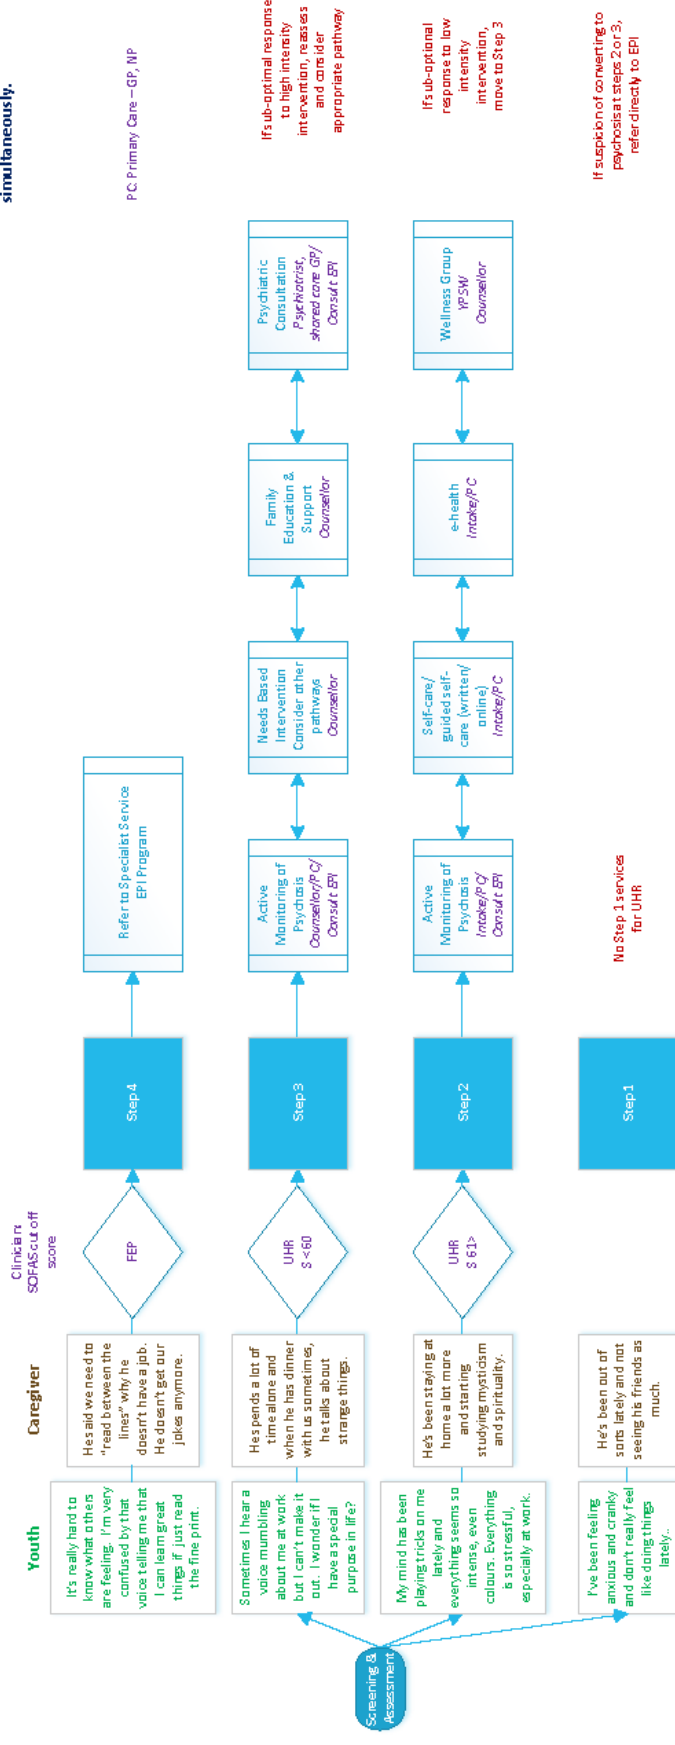 simultaneously.
Youth
Caregiver
Clinician:
SOFAS cut off
score
PC: Primary Care – GP, NP
Screening &
Assessment
It's really hard to
know what others
are feeling. I'm very
confused by that
voice telling me that
I can learn great
things if just read
the fine print.
He said we need to
"read between the
lines" why he
doesn't have a job.
He doesn't get our
jokes anymore.
FEP
Step 4
Refer to Specialist Service
EPI Program
Sometimes I hear a
voice mumbling
about me at work
but I can't make it
out. I wonder if I
have a special
purpose in life?
He spends a lot of
time alone and
when he has dinner
with us sometimes,
he talks about
strange things.
UHR
S <60
Step 3
Active
Monitoring of
Psychosis
Counsellor/PC/
Consult EPI
Needs Based
Intervention
Consider other
pathways
Counsellor
Family
Education &
Support
Counsellor
Psychiatric
Consultation
Psychiatrist,
shared care GP/
Consult EPI
If sub-optimal response
to high intensity
intervention, reassess
and consider
appropriate pathway
My mind has been
playing tricks on me
lately and
everything seems so
intense, even
colours. Everything
is so stressful,
especially at work.
He's been staying at
home a lot more
and starting
studying mysticism
and spirituality.
UHR
S 61>
Step 2
Active
Monitoring of
Psychosis
Intake/PC/
Consult EPI
Self-care/
guided self-
care (written/
online)
Intake/PC
e-health
Intake/PC
Wellness Group
YPSW/
Counsellor
If sub-optional
response to low
intensity
intervention,
move to Step 3
I've been feeling
anxious and cranky
and don't really feel
like doing things
lately..
He's been out of
sorts lately and not
seeing his friends as
much.
Step 1
No Step 1 services
for UHR
If suspicion of converting to
psychosis at steps 2 or 3,
refer directly to EPI